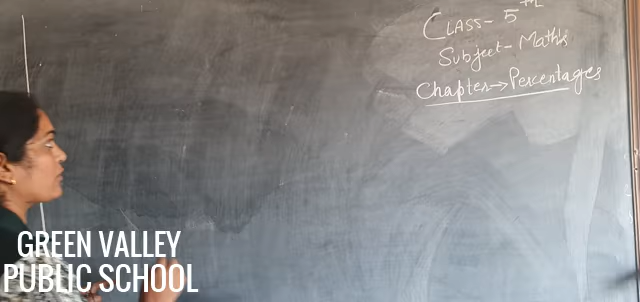 CLASS- 5th
Subject- Maths
Chapter→Percentages
GREEN VALLEY
PUBLIC SCHOOL